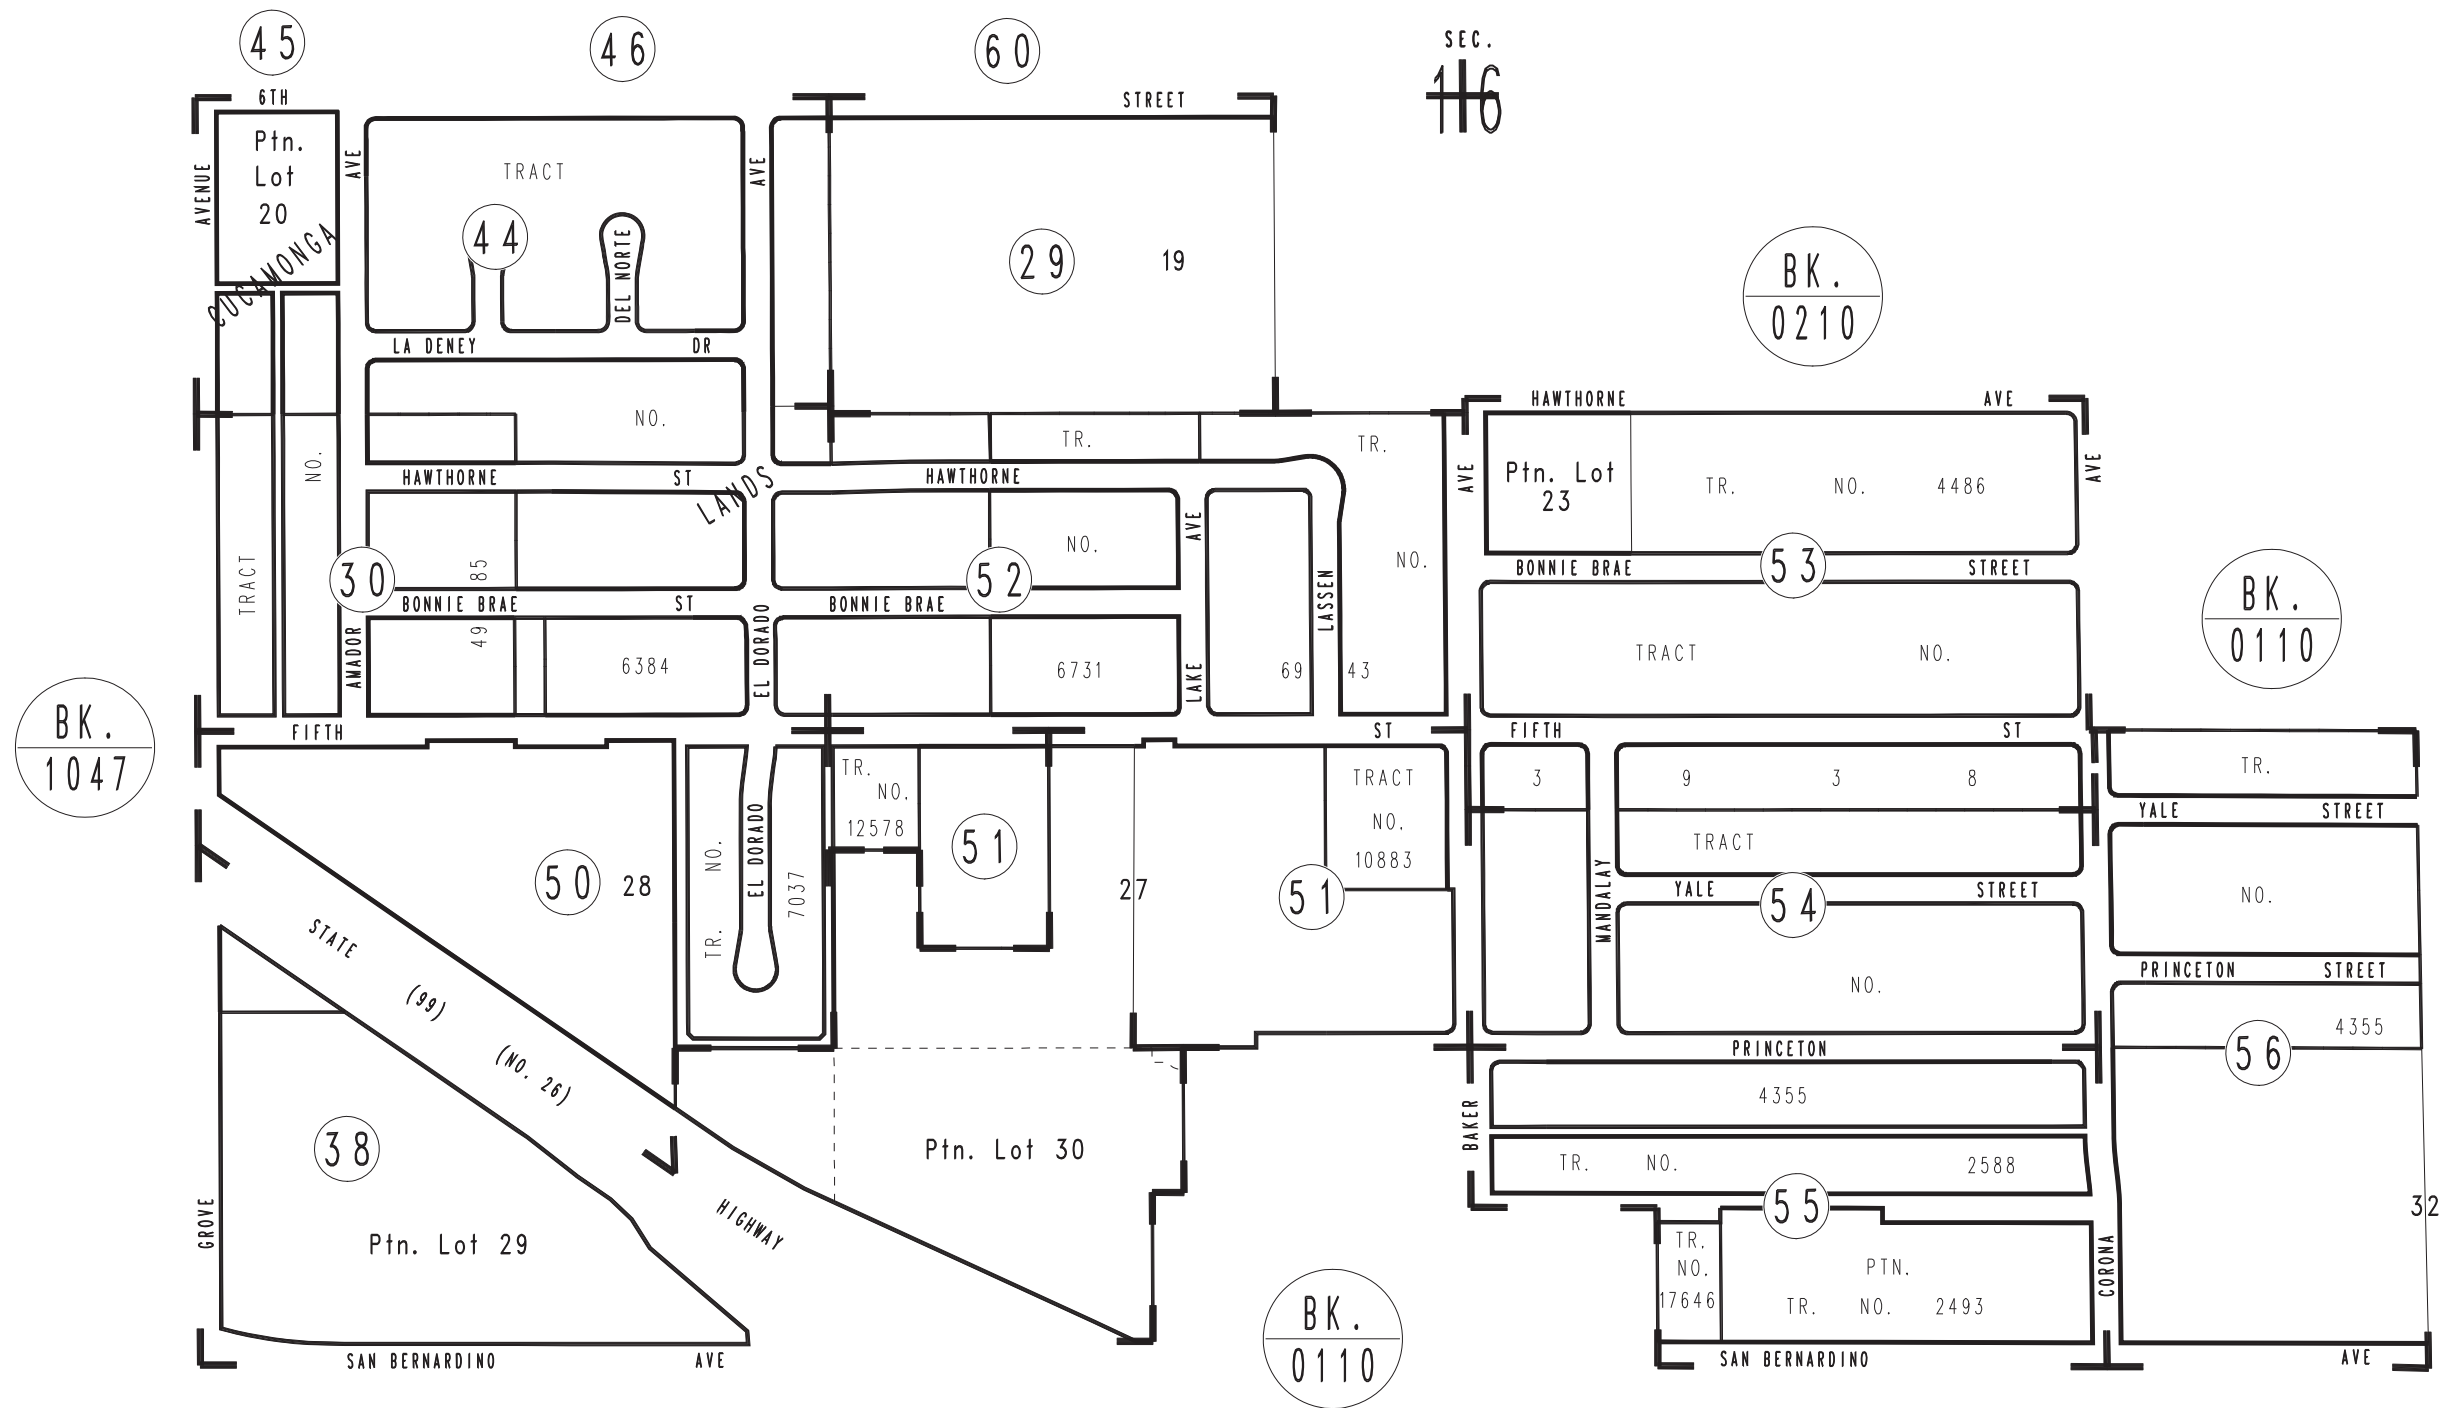 45
46
60
SEC.
16
6TH
STREET
Ptn.
Lot
20
AVENUE
AVE
TRACT
AVE
CUCAMONGA
44
DEL NORTE
29
19
BK.
0210
LA DENEY
DR
NO.
NO.
TR.
TR.
HAWTHORNE
AVE
HAWTHORNE
ST
LANDS
HAWTHORNE
AVE
Ptn. Lot
23
TR.
NO.
4486
AVE
TRACT
30
85
AVE
NO.
52
NO.
53
BONNIE BRAE
STREET
BONNIE BRAE
ST
BONNIE BRAE
LASSEN
BK.
0110
AMADOR
49
6384
EL DORADO
6731
LAKE
69
43
TRACT
NO.
BK.
1047
FIFTH
ST
FIFTH
ST
TR.
NO.
12578
TRACT
NO.
10883
3
9
3
8
TR.
YALE
STREET
TRACT
50
28
TR.
NO.
EL DORADO
7037
51
27
51
MANDALAY
YALE
54
STREET
NO.
STATE
(99)
(NO. 26)
HIGHWAY
NO.
PRINCETON
STREET
4355
56
PRINCETON
4355
BAKER
38
Ptn. Lot 30
TR.
NO.
2588
55
32
GROVE
Ptn. Lot 29
TR.
NO.
17646
PTN.
TR.
NO.
2493
CORONA
BK.
0110
SAN BERNARDINO
AVE
SAN BERNARDINO
AVE